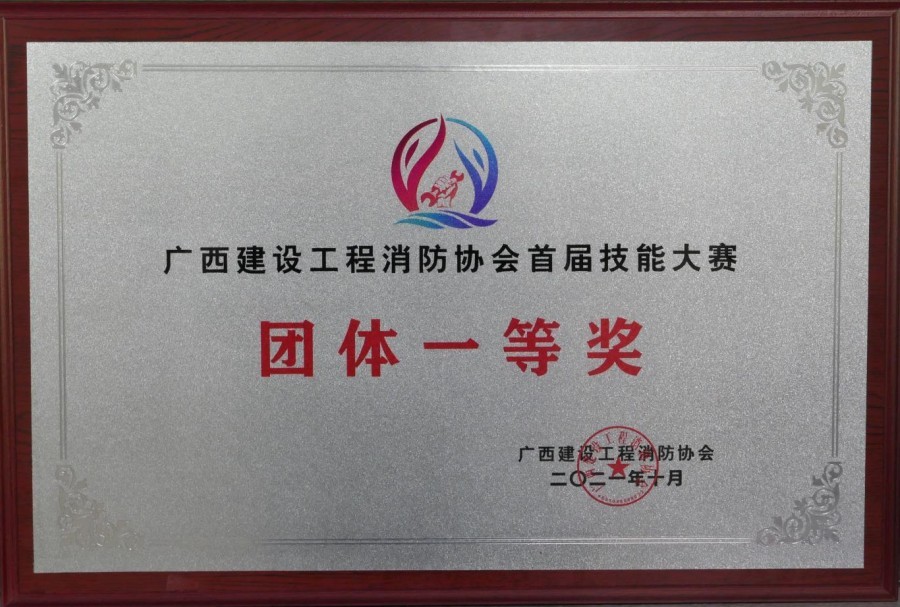 广西建设工程消防协会首届技能大赛
团体一等奖
广西建设工程消防协会
二〇二一年十月